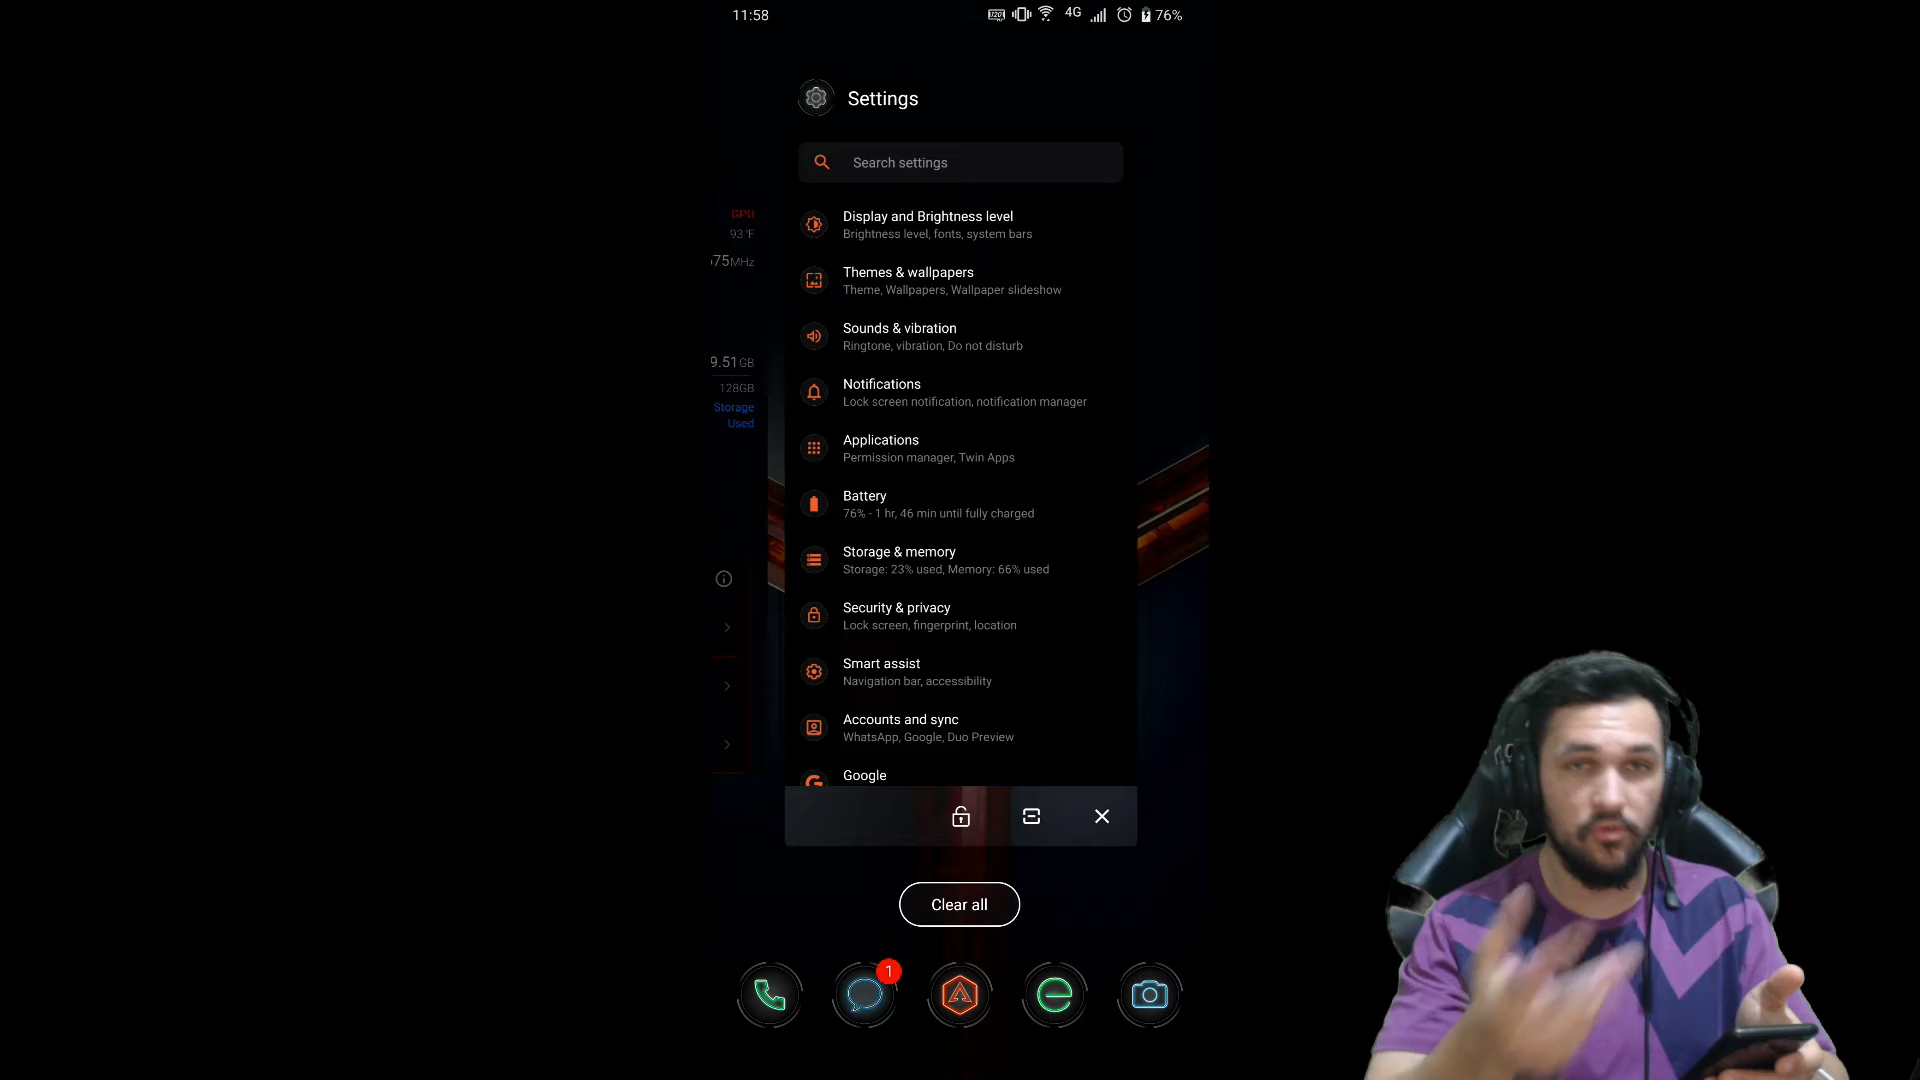 11:58
120
4G
76%
Settings
Search settings
GPU
93°F
75MHz
9.51GB
128GB
Storage
Used
Display and Brightness level
Brightness level, fonts, system bars
Themes & wallpapers
Theme, Wallpapers, Wallpaper slideshow
Sounds & vibration
Ringtone, vibration, Do not disturb
Notifications
Lock screen notification, notification manager
Applications
Permission manager, Twin Apps
Battery
76% - 1 hr, 46 min until fully charged
Storage & memory
Storage: 23% used, Memory: 66% used
Security & privacy
Lock screen, fingerprint, location
Smart assist
Navigation bar, accessibility
Accounts and sync
WhatsApp, Google, Duo Preview
Google
Clear all
1